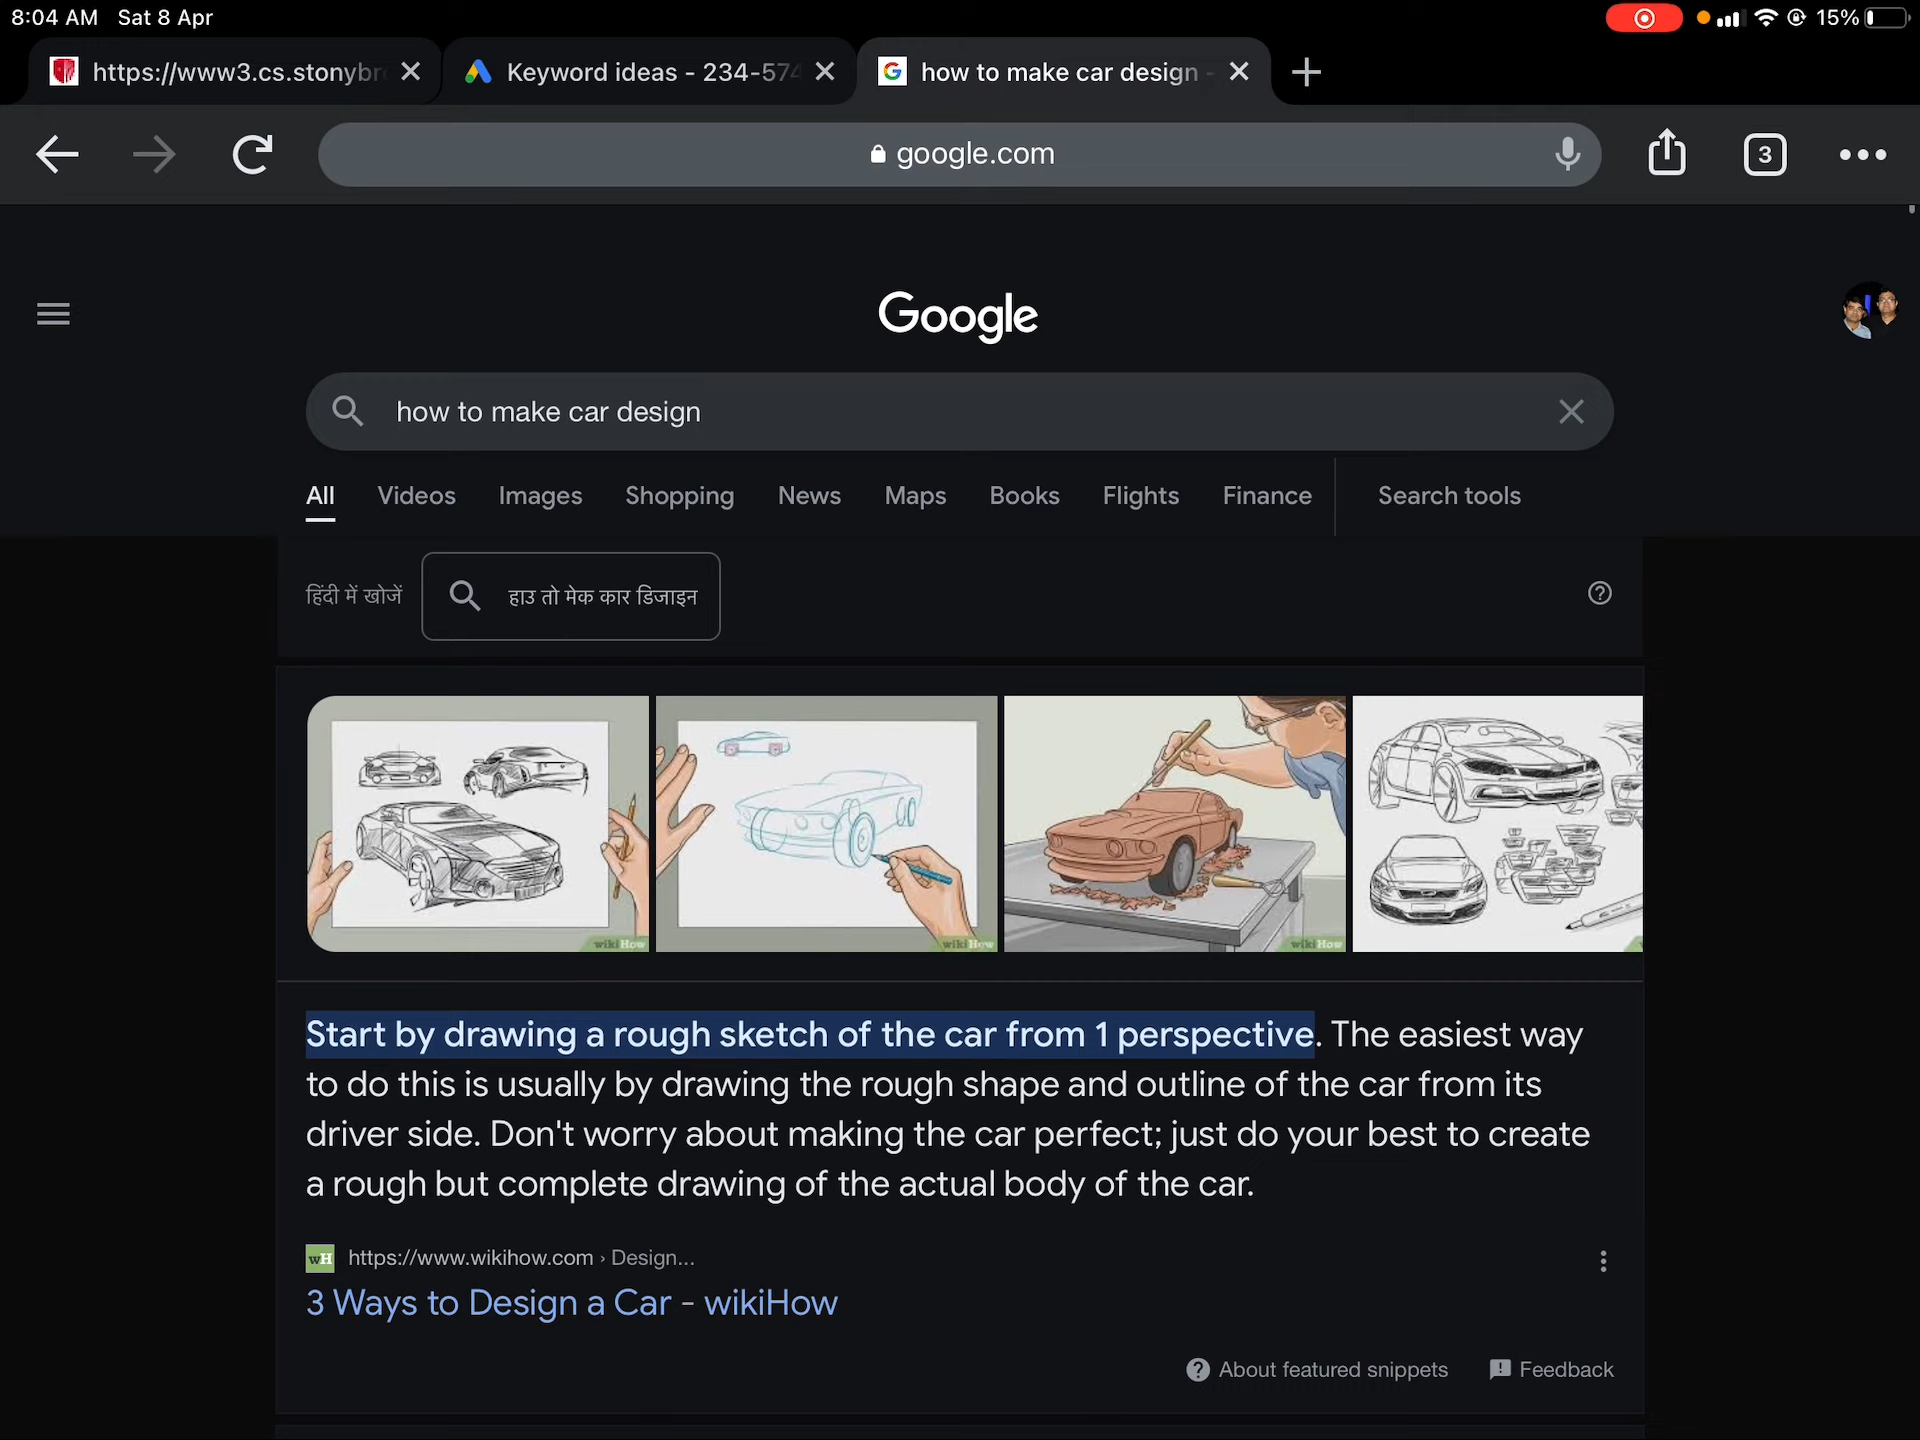 8:04 AM Sat 8 Apr
15%
https://www3.cs.stonybr
Keyword ideas - 234-574
how to make car design -
google.com
3
Google
how to make car design
All Videos Images Shopping News Maps Books Flights Finance Search tools
हिंदी में खोजें हाउ तो मेक कार डिजाइन
wikiHow wikiHow wikiHow
Start by drawing a rough sketch of the car from 1 perspective. The easiest way
to do this is usually by drawing the rough shape and outline of the car from its
driver side. Don't worry about making the car perfect; just do your best to create
a rough but complete drawing of the actual body of the car.
wH https://www.wikihow.com › Design...
3 Ways to Design a Car - wikiHow
About featured snippets Feedback